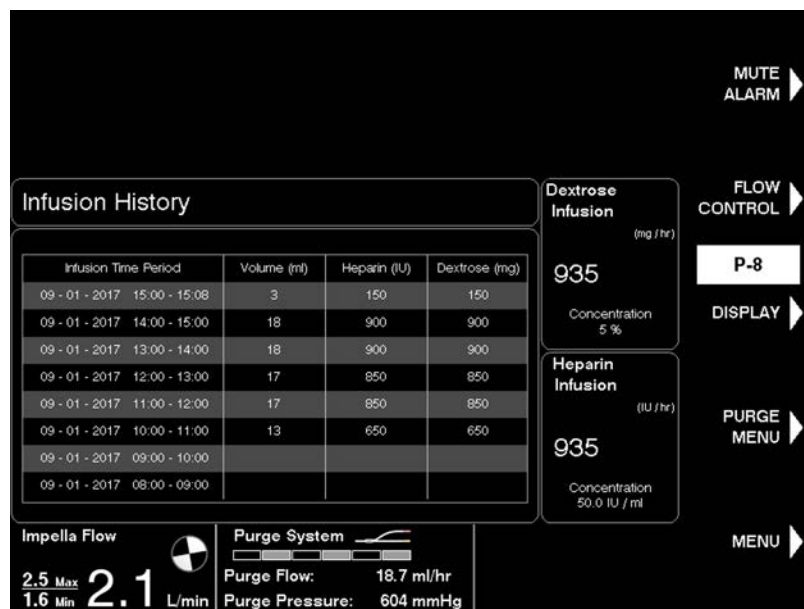 MUTE
ALARM
Infusion History
Infusion Time Period Volume (ml) Heparin (IU) Dextrose (mg)
09 - 01 - 2017 15:00 - 15:08 3 150 150
09 - 01 - 2017 14:00 - 15:00 18 900 900
09 - 01 - 2017 13:00 - 14:00 18 900 900
09 - 01 - 2017 12:00 - 13:00 17 850 850
09 - 01 - 2017 11:00 - 12:00 17 850 850
09 - 01 - 2017 10:00 - 11:00 13 650 650
09 - 01 - 2017 09:00 - 10:00
09 - 01 - 2017 08:00 - 09:00
Dextrose
Infusion
(mg / hr)
935
Concentration
5 %
Heparin
Infusion
(IU / hr)
935
Concentration
50.0 IU / ml
FLOW
CONTROL
P-8
DISPLAY
PURGE
MENU
MENU
Impella Flow
2.5 Max
1.6 Min
2.1 L/min
Purge System
Purge Flow: 18.7 ml/hr
Purge Pressure: 604 mmHg